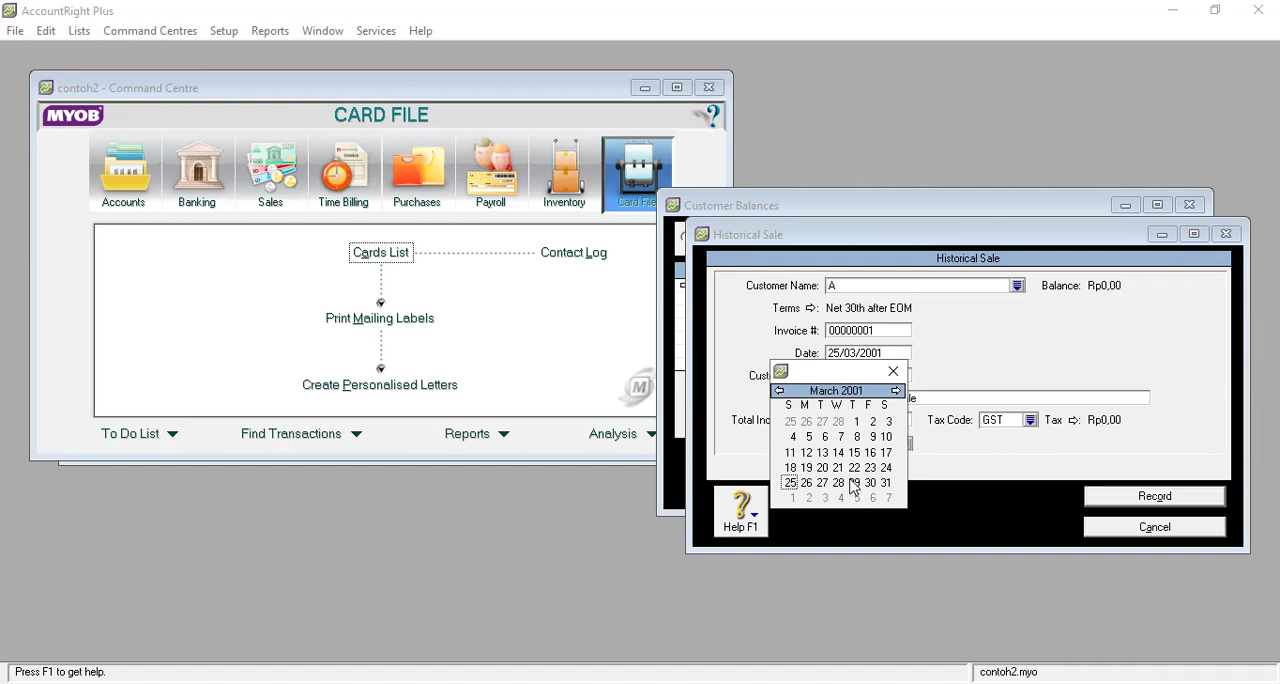 AccountRight Plus
File Edit Lists Command Centres Setup Reports Window Services Help
contoh2 - Command Centre
MYOB CARD FILE
Accounts Banking Sales Time Billing Purchases Payroll Inventory Card File
Cards List Contact Log
Print Mailing Labels
Create Personalised Letters
To Do List Find Transactions Reports Analysis
Customer Balances
Historical Sale
Historical Sale
Customer Name: A Balance: Rp0,00
Terms Net 30th after EOM
Invoice #: 00000001
Date: 25/03/2001
March 2001
S M T W T F S
25 26 27 28 1 2 3
4 5 6 7 8 9 10
11 12 13 14 15 16 17
18 19 20 21 22 23 24
25 26 27 28 29 30 31
1 2 3 4 5 6 7
Tax Code: GST Tax Rp0,00
Help F1
Record
Cancel
Press F1 to get help. contoh2.myo